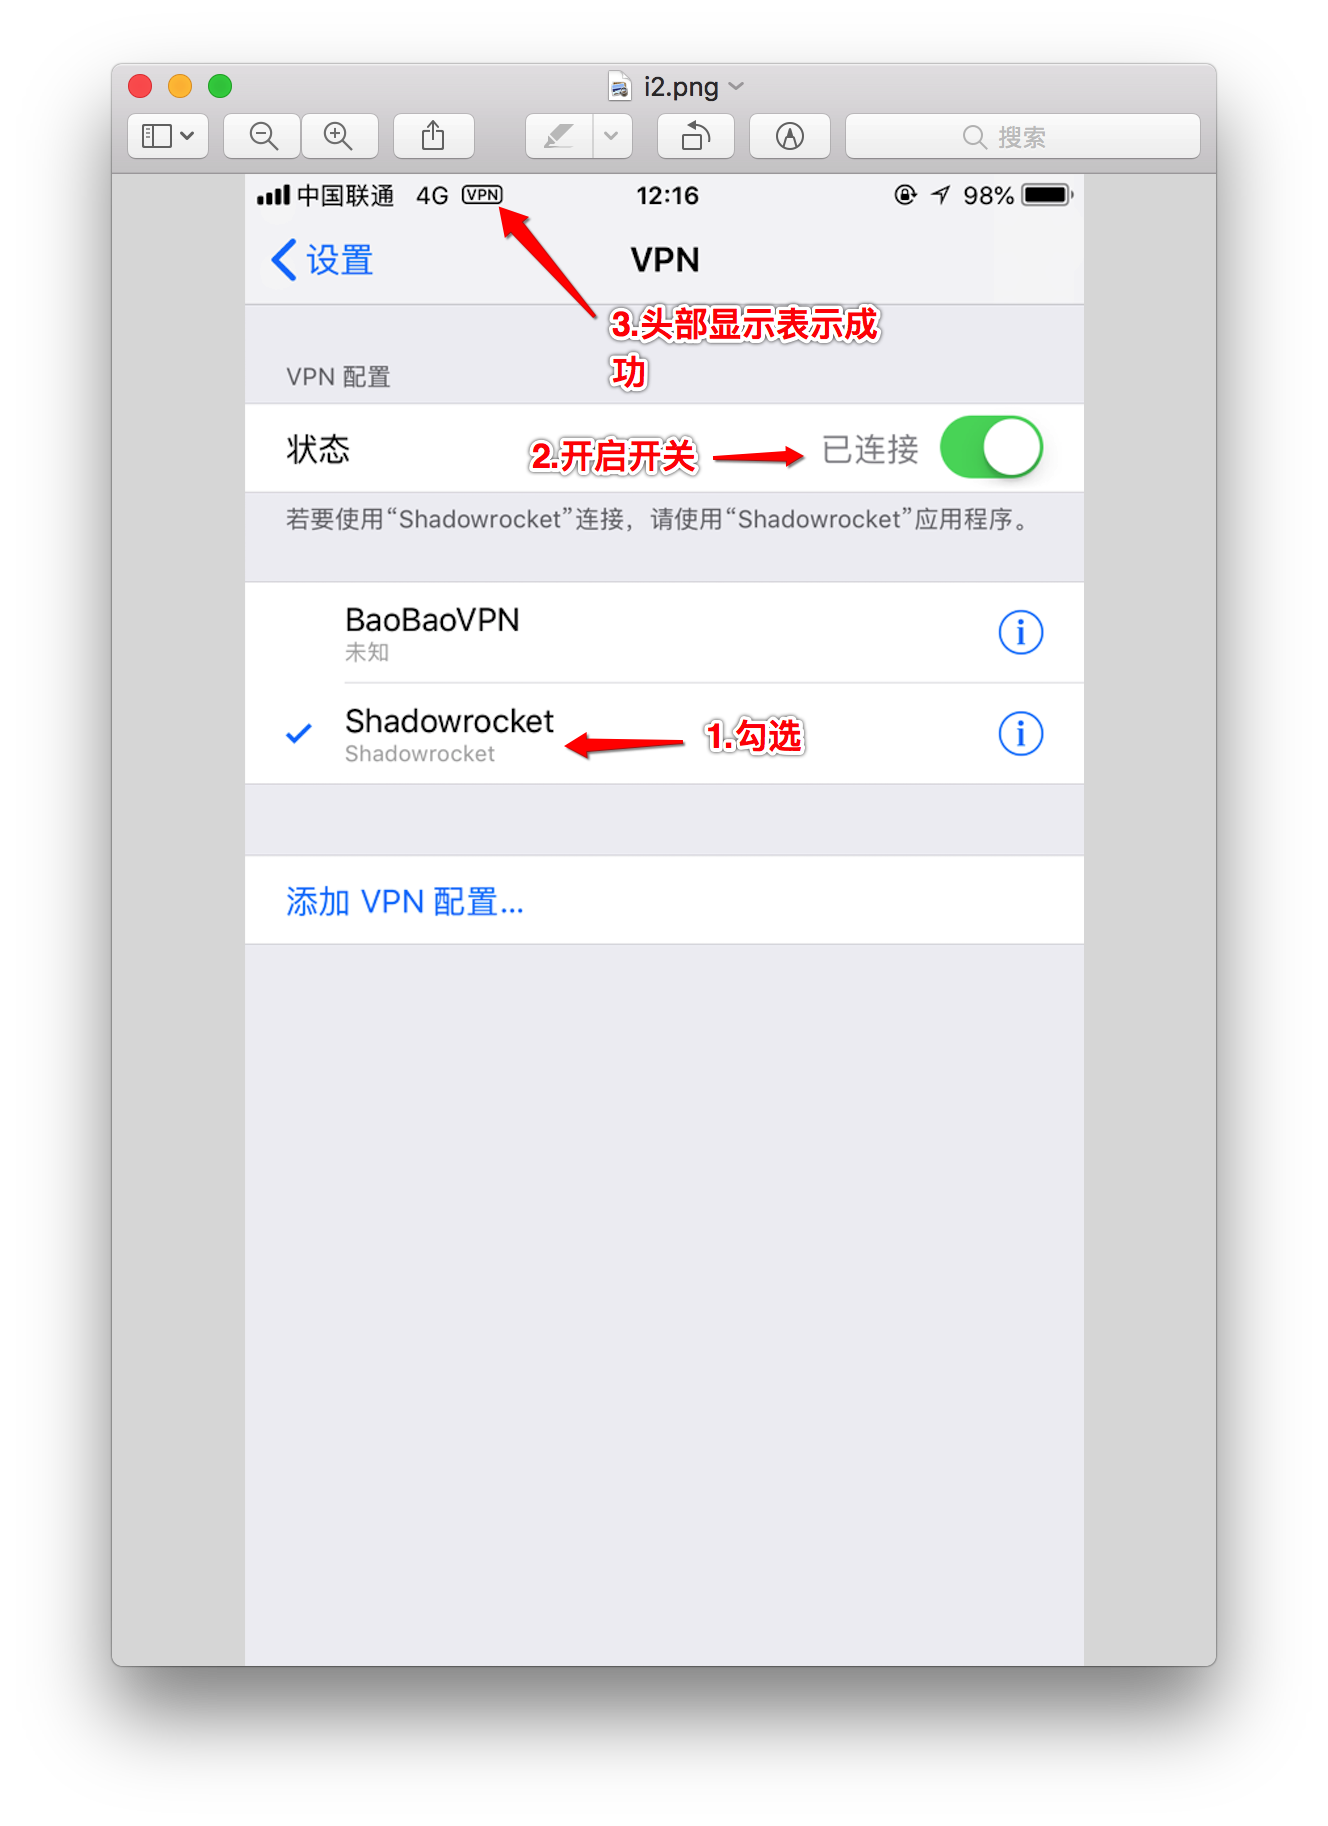 i2.png
搜索
中国联通 4G VPN 12:16 98%
设置 VPN
3.头部显示表示成
功
VPN 配置
状态 2.开启开关 已连接
若要使用“Shadowrocket”连接，请使用“Shadowrocket”应用程序。
BaoBaoVPN
未知
Shadowrocket
Shadowrocket
1.勾选
添加 VPN 配置...